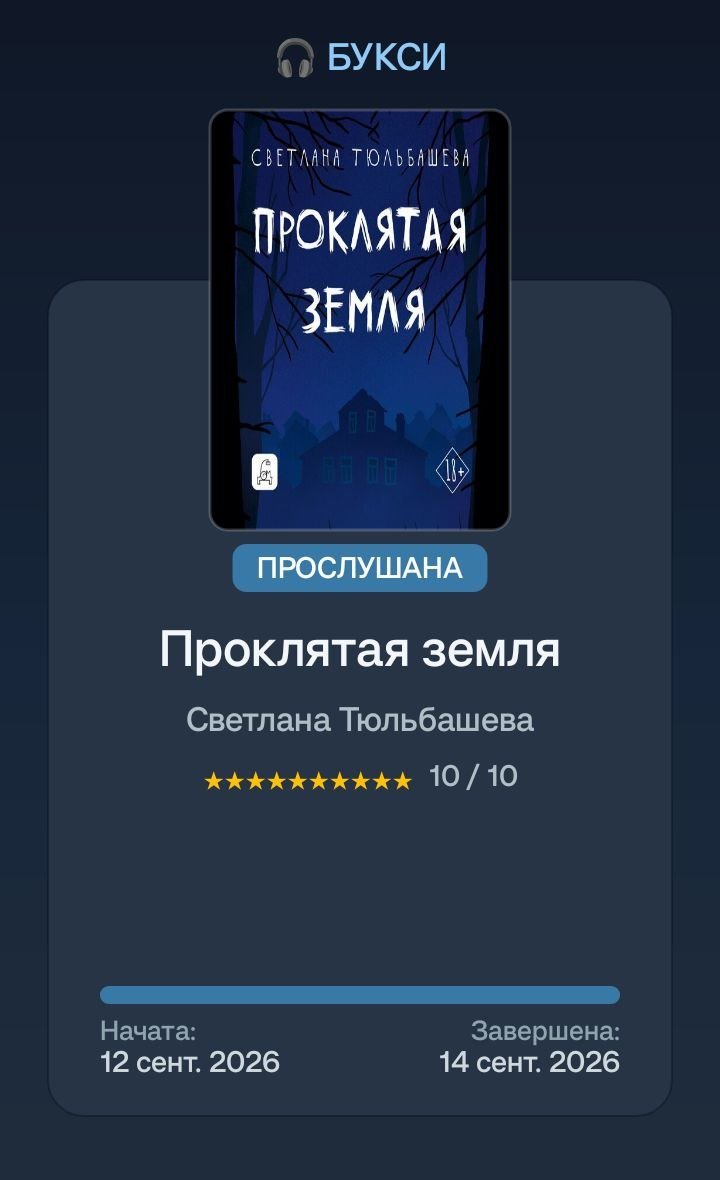 🎧 БУКСИ
СВЕТЛАНА ТЮЛЬБАШЕВА
ПРОКЛЯТАЯ
ЗЕМЛЯ
18+
ПРОСЛУШАНА
Проклятая земля
Светлана Тюльбашева
★★★★★★★★★★ 10 / 10
Начата: Завершена:
12 сент. 2026 14 сент. 2026